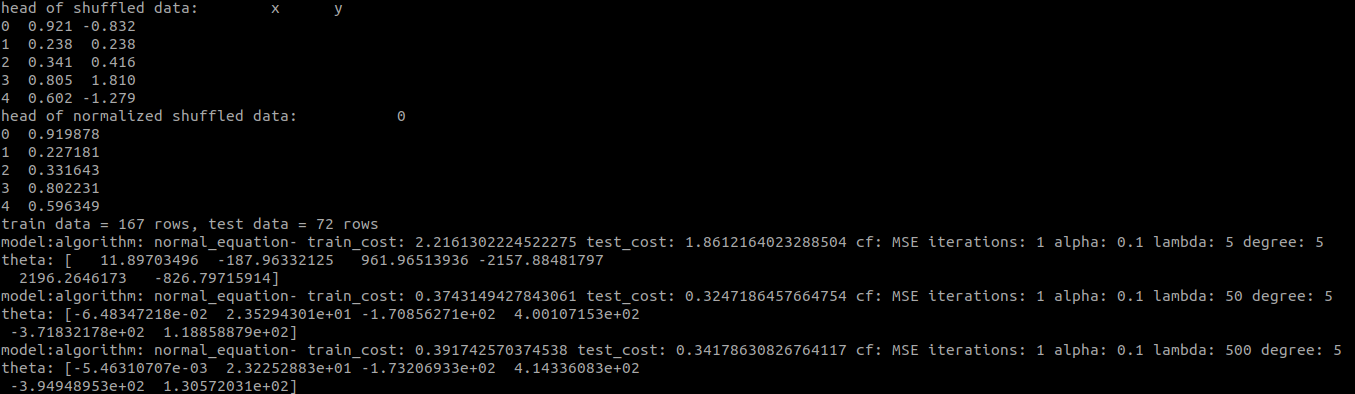 head of shuffled data:        x      y
0  0.921 -0.832
1  0.238  0.238
2  0.341  0.416
3  0.805  1.810
4  0.602 -1.279
head of normalized shuffled data:           0
0  0.919878
1  0.227181
2  0.331643
3  0.802231
4  0.596349
train data = 167 rows, test data = 72 rows
model:algorithm: normal_equation- train_cost: 2.2161302224522275 test_cost: 1.8612164023288504 cf: MSE iterations: 1 alpha: 0.1 lambda: 5 degree: 5
theta: [   11.89703496  -187.96332125   961.96513936 -2157.88481797
  2196.2646173   -826.79715914]
model:algorithm: normal_equation- train_cost: 0.3743149427843061 test_cost: 0.3247186457664754 cf: MSE iterations: 1 alpha: 0.1 lambda: 50 degree: 5
theta: [-6.48347218e-02  2.35294301e+01 -1.70856271e+02  4.00107153e+02
 -3.71832178e+02  1.18858879e+02]
model:algorithm: normal_equation- train_cost: 0.391742570374538 test_cost: 0.34178630826764117 cf: MSE iterations: 1 alpha: 0.1 lambda: 500 degree: 5
theta: [-5.46310707e-03  2.32252883e+01 -1.73206933e+02  4.14336083e+02
 -3.94948953e+02  1.30572031e+02]